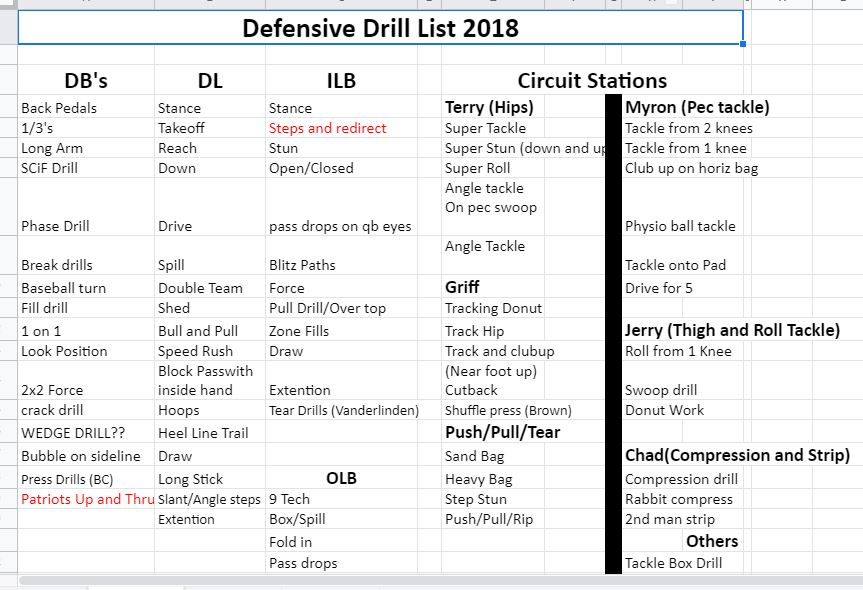 Defensive Drill List 2018
DB's DL ILB Circuit Stations
Back Pedals Stance Stance Terry (Hips) Myron (Pec tackle)
1/3's Takeoff Steps and redirect Super Tackle Tackle from 2 knees
Long Arm Reach Stun Super Stun (down and up Tackle from 1 knee
SCiF Drill Down Open/Closed Super Roll Club up on horiz bag
Angle tackle
On pec swoop
Phase Drill Drive pass drops on qb eyes Physio ball tackle
Angle Tackle
Break drills Spill Blitz Paths Tackle onto Pad
Baseball turn Double Team Force Griff Drive for 5
Fill drill Shed Pull Drill/Over top Tracking Donut
1 on 1 Bull and Pull Zone Fills Track Hip Jerry (Thigh and Roll Tackle)
Look Position Speed Rush Draw Track and clubup Roll from 1 Knee
Block Passwith (Near foot up)
2x2 Force inside hand Extention Cutback Swoop drill
crack drill Hoops Tear Drills (Vanderlinden) Shuffle press (Brown) Donut Work
WEDGE DRILL?? Heel Line Trail Push/Pull/Tear
Bubble on sideline Draw Sand Bag Chad(Compression and Strip)
Press Drills (BC) Long Stick OLB Heavy Bag Compression drill
Patriots Up and Thru Slant/Angle steps 9 Tech Step Stun Rabbit compress
Extention Box/Spill Push/Pull/Rip 2nd man strip
Fold in Others
Pass drops Tackle Box Drill